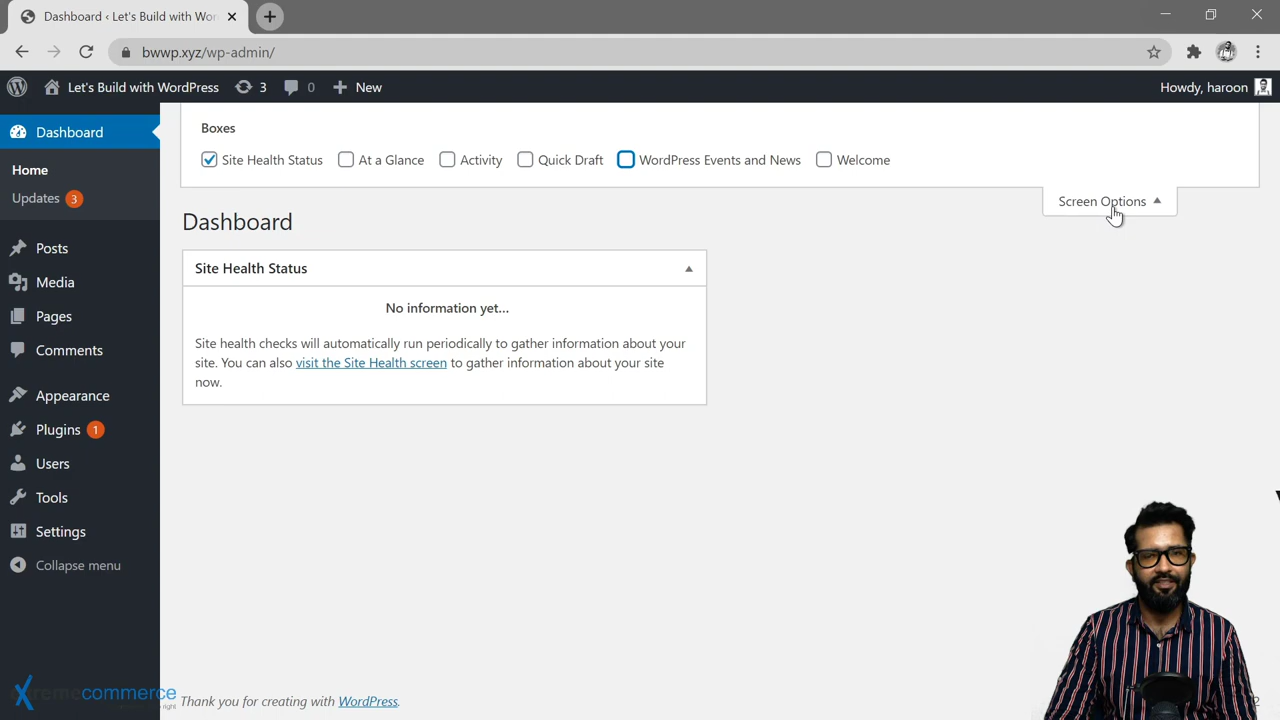 Dashboard ‹ Let's Build with Wor
bwwp.xyz/wp-admin/
Let's Build with WordPress 3 0 New Howdy, haroon
Boxes
Site Health Status At a Glance Activity Quick Draft WordPress Events and News Welcome
Screen Options
Dashboard
Home
Updates 3
Posts
Media
Pages
Comments
Appearance
Plugins 1
Users
Tools
Settings
Collapse menu
Dashboard
Site Health Status
No information yet...
Site health checks will automatically run periodically to gather information about your
site. You can also visit the Site Health screen to gather information about your site
now.
Thank you for creating with WordPress.
xtremecommerce